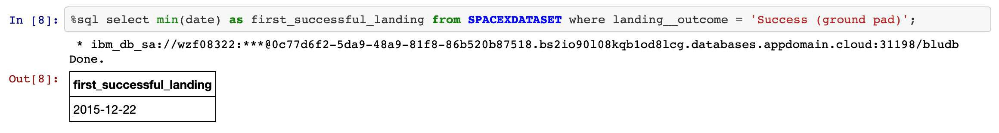 In [8]: %sql select min(date) as first_successful_landing from SPACEXDATASET where landing__outcome = 'Success (ground pad)';
* ibm_db_sa://wzf08322:***@0c77d6f2-5da9-48a9-81f8-86b520b87518.bs2io90l08kqb1od8lcg.databases.appdomain.cloud:31198/bludb
Done.
Out[8]: first_successful_landing
2015-12-22